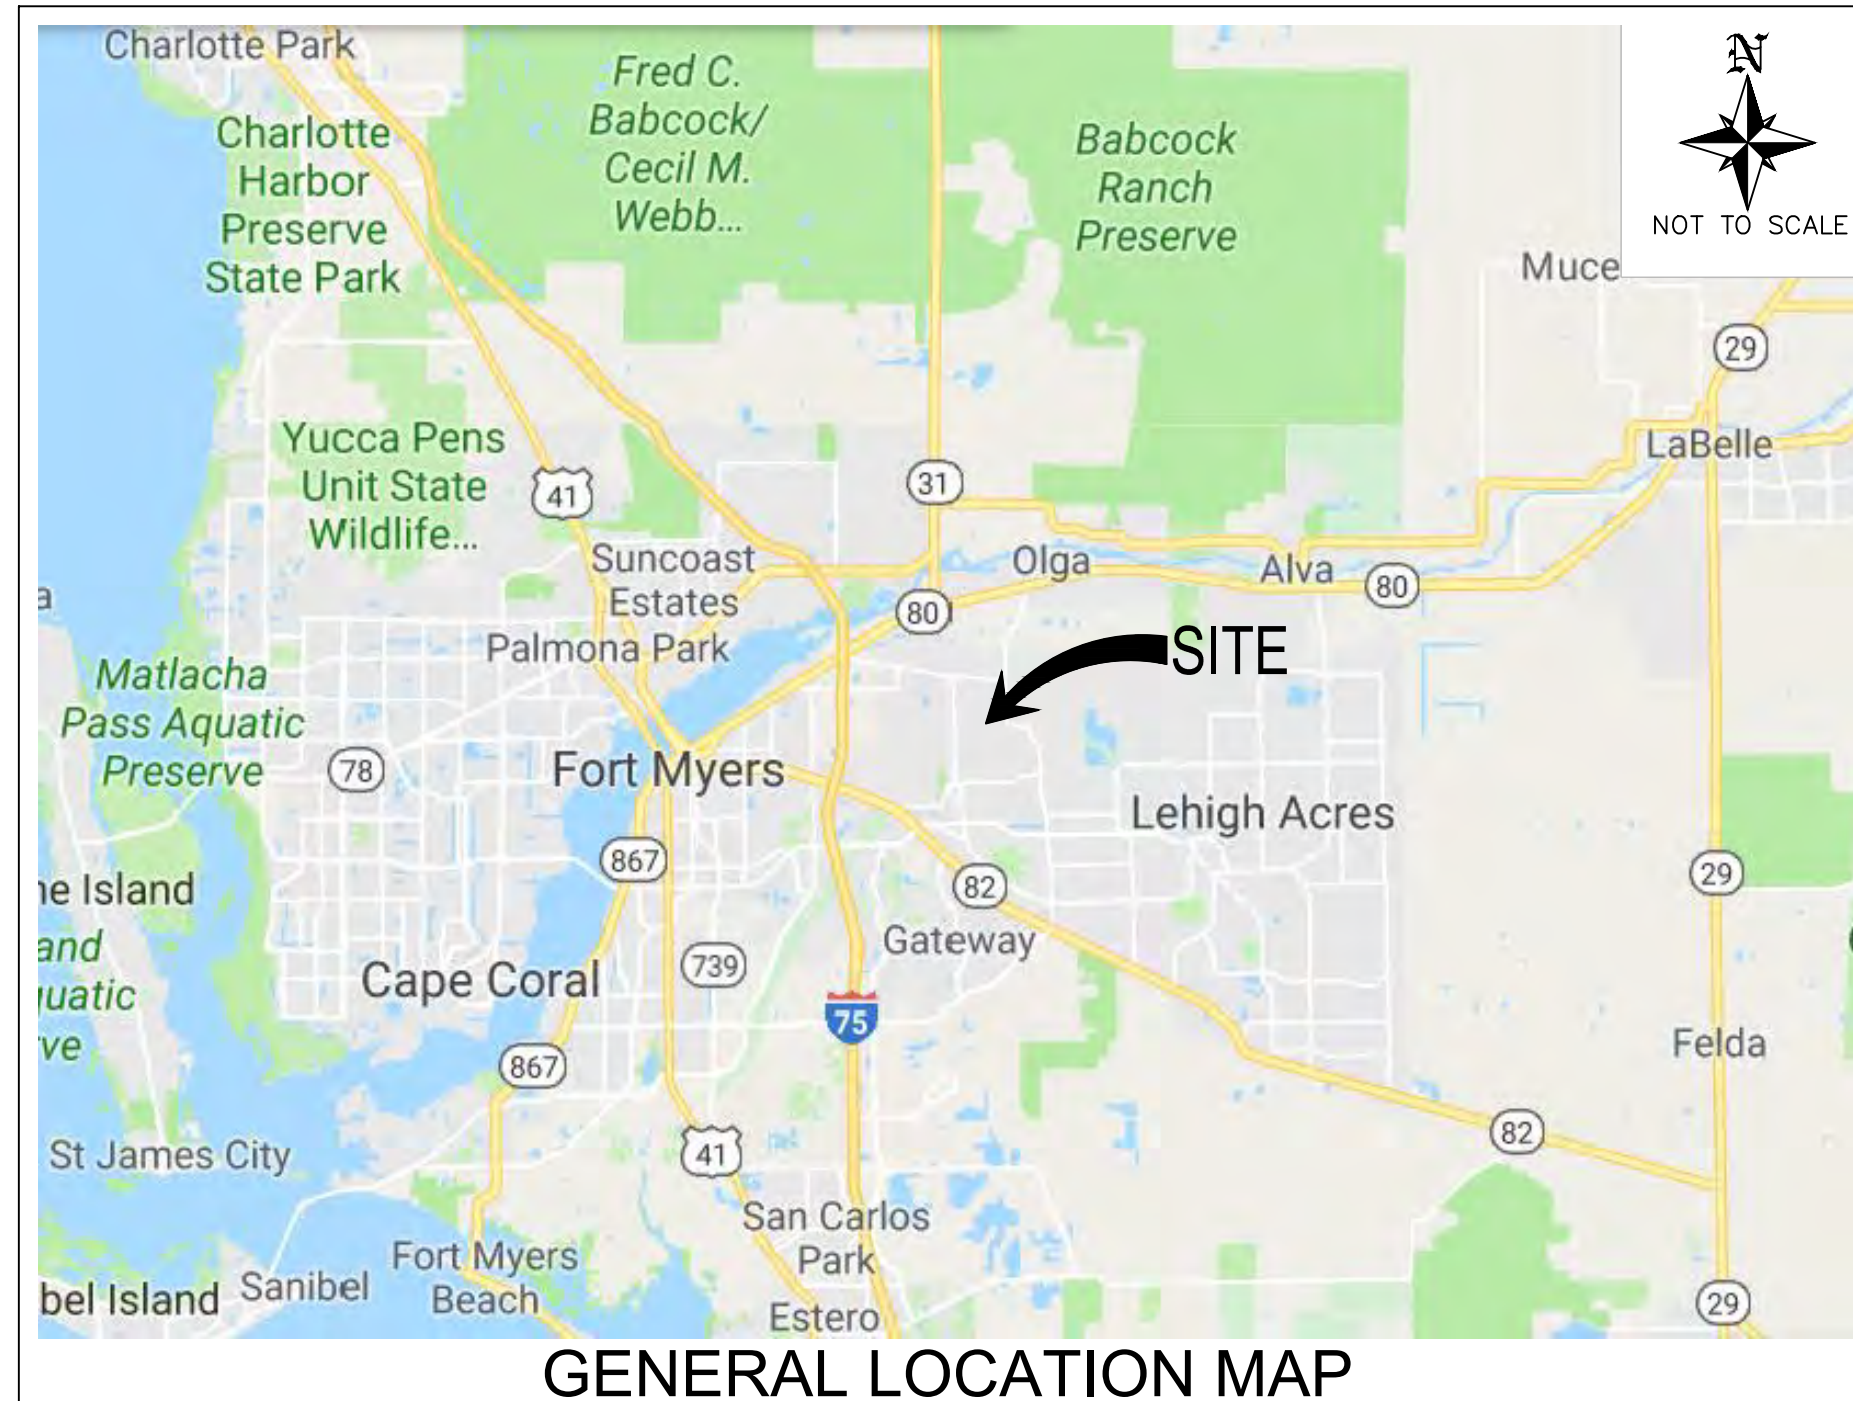 Charlotte Park
Fred C.
Babcock/
Cecil M.
Webb...
N
NOT TO SCALE
Charlotte
Harbor
Preserve
State Park
Babcock
Ranch
Preserve
Muce
29
Yucca Pens
Unit State
Wildlife...
41
31
LaBelle
Suncoast
Estates
Olga
Alva
80
80
a
Palmona Park
SITE
Matlacha
Pass Aquatic
Preserve
78
Fort Myers
Lehigh Acres
867
82
29
ne Island
Gateway
and
quatic
ve
Cape Coral
739
75
Felda
867
82
St James City
41
San Carlos
Park
Fort Myers
Beach
bel Island
Sanibel
Estero
29
GENERAL LOCATION MAP